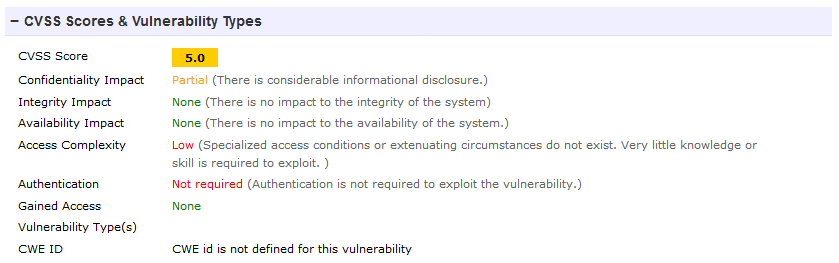 − CVSS Scores & Vulnerability Types
CVSS Score 5.0
Confidentiality Impact Partial (There is considerable informational disclosure.)
Integrity Impact None (There is no impact to the integrity of the system)
Availability Impact None (There is no impact to the availability of the system.)
Access Complexity Low (Specialized access conditions or extenuating circumstances do not exist. Very little knowledge or
skill is required to exploit. )
Authentication Not required (Authentication is not required to exploit the vulnerability.)
Gained Access None
Vulnerability Type(s)
CWE ID CWE id is not defined for this vulnerability